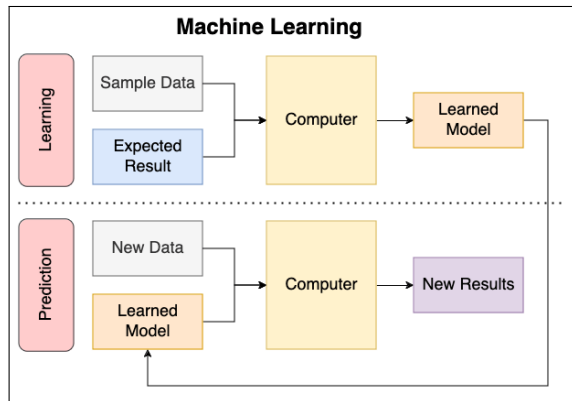 Machine Learning
Learning
Sample Data
Expected
Result
Computer
Learned
Model
Prediction
New Data
Learned
Model
Computer
New Results